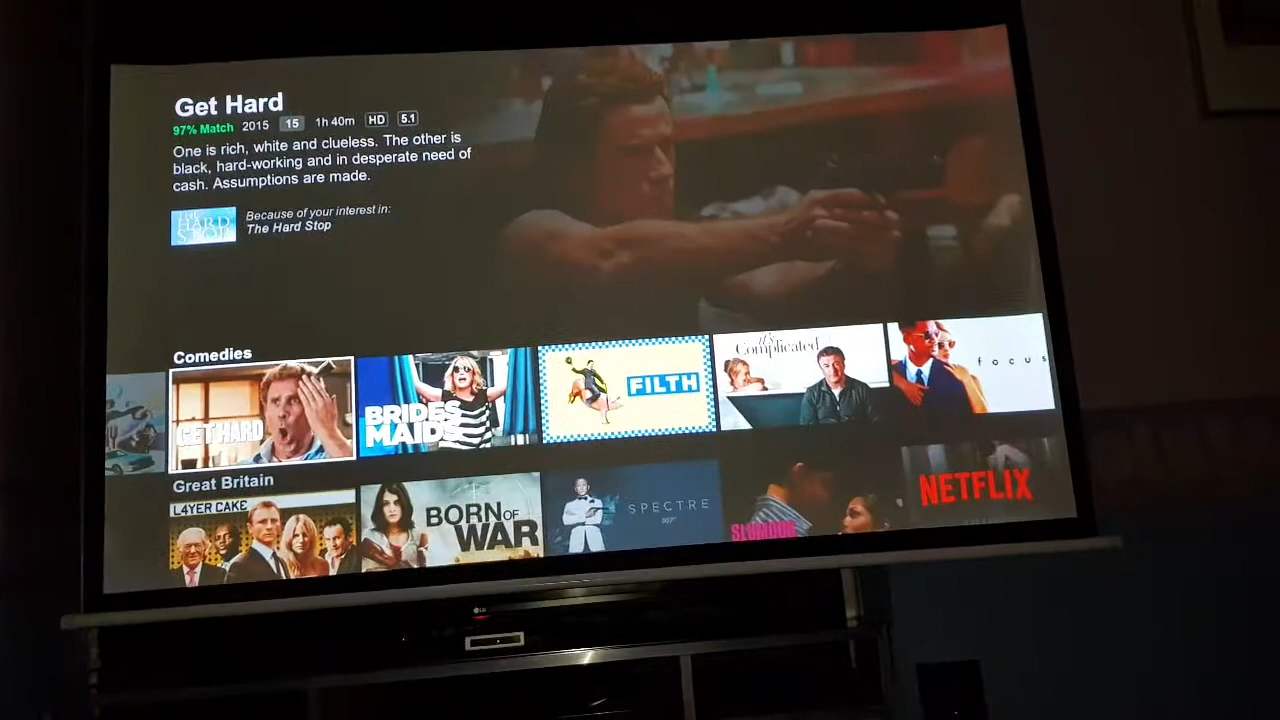 Get Hard
97% Match 2015 15 1h 40m HD 5.1
One is rich, white and clueless. The other is
black, hard-working and in desperate need of
cash. Assumptions are made.
THE HARD STOP
Because of your interest in:
The Hard Stop
Comedies
GET HARD
BRIDES
MAIDS
FILTH
it's
Complicated
focus
Great Britain
L4YER CAKE
BORN OF
WAR
SPECTRE
007
SLUMDOG
NETFLIX
LG